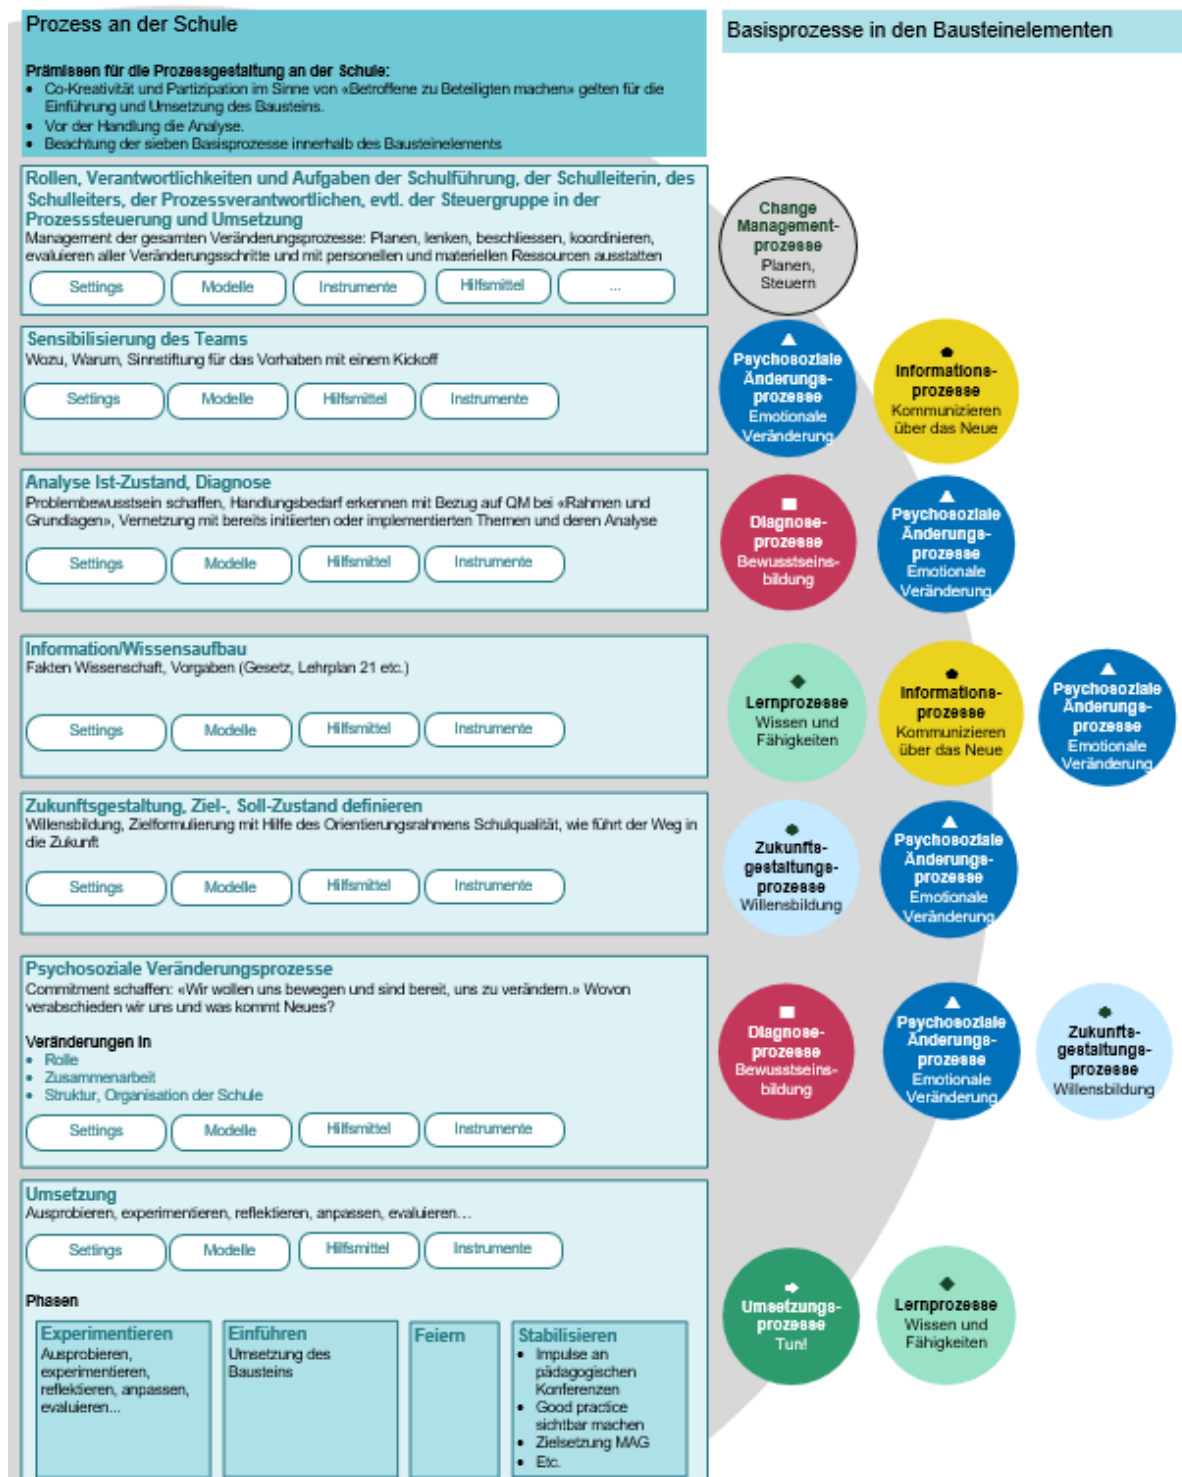 Prozess an der Schule
Basisprozesse in den Bausteinelementen
Prämissen für die Prozessgestaltung an der Schule:
• Co-Kreativität und Partizipation im Sinne von «Betroffene zu Beteiligten machen» gelten für die
Einführung und Umsetzung des Bausteins.
• Vor der Handlung die Analyse.
• Beachtung der sieben Basisprozesse innerhalb des Bausteinelements
Rollen, Verantwortlichkeiten und Aufgaben der Schulführung, der Schulleiterin, des
Schulleiters, der Prozessverantwortlichen, evtl. der Steuergruppe in der
Prozesssteuerung und Umsetzung
Management der gesamten Veränderungsprozesse: Planen, lenken, beschliessen, koordinieren,
evaluieren aller Veränderungsschritte und mit personellen und materiellen Ressourcen ausstatten
Settings
Modelle
Instrumente
Hilfsmittel
...
Change
Management-
prozesse
Planen,
Steuern
Sensibilisierung des Teams
Wozu, Warum, Sinnstiftung für das Vorhaben mit einem Kickoff
Settings
Modelle
Hilfsmittel
Instrumente
Psychosoziale
Änderungs-
prozesse
Emotionale
Veränderung
Informations-
prozesse
Kommunizieren
über das Neue
Analyse Ist-Zustand, Diagnose
Problembewusstsein schaffen, Handlungsbedarf erkennen mit Bezug auf QM bei «Rahmen und
Grundlagen», Vernetzung mit bereits initiierten oder implementierten Themen und deren Analyse
Settings
Modelle
Hilfsmittel
Instrumente
Diagnose-
prozesse
Bewusstseins-
bildung
Psychosoziale
Änderungs-
prozesse
Emotionale
Veränderung
Information/Wissensaufbau
Fakten Wissenschaft, Vorgaben (Gesetz, Lehrplan 21 etc.)
Settings
Modelle
Hilfsmittel
Instrumente
Lernprozesse
Wissen und
Fähigkeiten
Informations-
prozesse
Kommunizieren
über das Neue
Psychosoziale
Änderungs-
prozesse
Emotionale
Veränderung
Zukunftsgestaltung, Ziel-, Soll-Zustand definieren
Willensbildung, Zielformulierung mit Hilfe des Orientierungsrahmens Schulqualität, wie führt der Weg in
die Zukunft
Settings
Modelle
Hilfsmittel
Instrumente
Zukunfts-
gestaltungs-
prozesse
Willensbildung
Psychosoziale
Änderungs-
prozesse
Emotionale
Veränderung
Psychosoziale Veränderungsprozesse
Commitment schaffen: «Wir wollen uns bewegen und sind bereit, uns zu verändern.» Wovon
verabschieden wir uns und was kommt Neues?
Veränderungen in
• Rolle
• Zusammenarbeit
• Struktur, Organisation der Schule
Settings
Modelle
Hilfsmittel
Instrumente
Diagnose-
prozesse
Bewusstseins-
bildung
Psychosoziale
Änderungs-
prozesse
Emotionale
Veränderung
Zukunfts-
gestaltungs-
prozesse
Willensbildung
Umsetzung
Ausprobieren, experimentieren, reflektieren, anpassen, evaluieren…
Settings
Modelle
Hilfsmittel
Instrumente
Umsetzungs-
prozesse
Tun!
Lernprozesse
Wissen und
Fähigkeiten
Phasen
Experimentieren
Ausprobieren,
experimentieren,
reflektieren, anpassen,
evaluieren...
Einführen
Umsetzung des
Bausteins
Feiern
Stabilisieren
• Impulse an
pädagogischen
Konferenzen
• Good practice
sichtbar machen
• Zielsetzung MAG
• Etc.